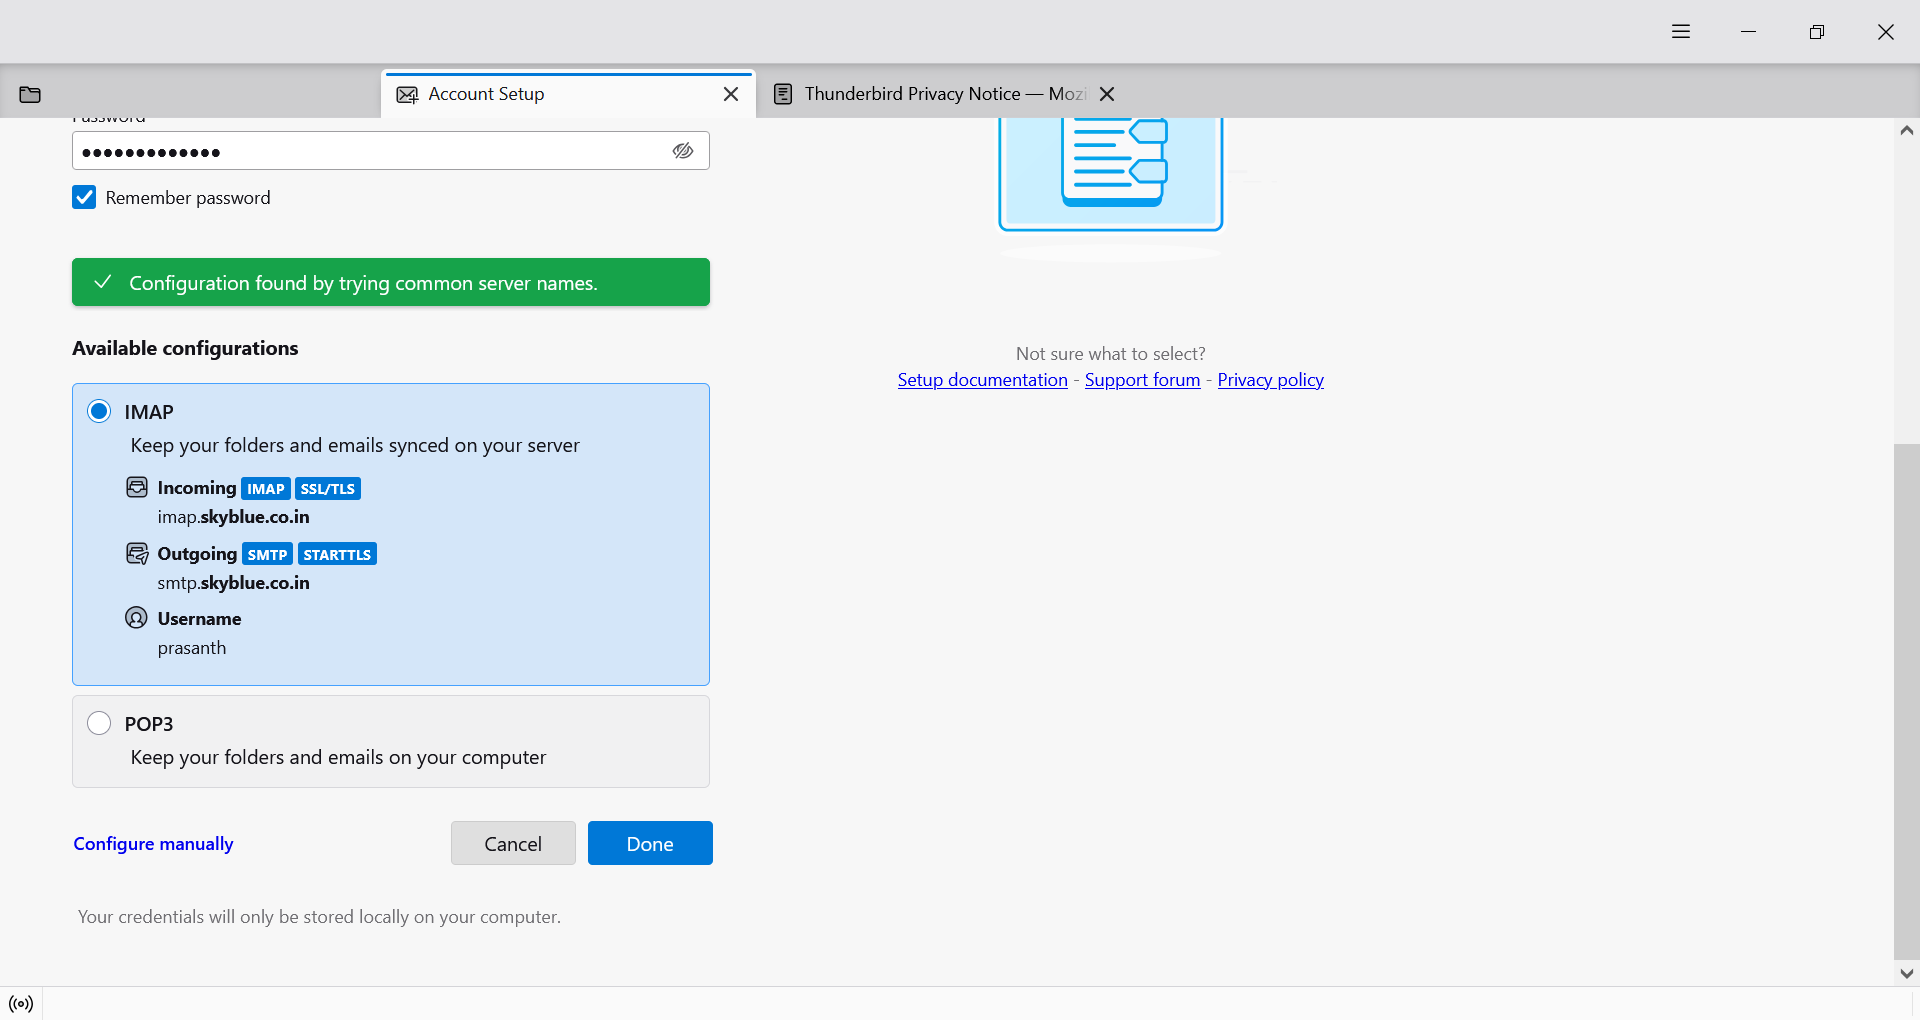 Account Setup
Thunderbird Privacy Notice — Mozi
Password
Remember password
Configuration found by trying common server names.
Available configurations
IMAP
Keep your folders and emails synced on your server
Incoming IMAP SSL/TLS
imap.skyblue.co.in
Outgoing SMTP STARTTLS
smtp.skyblue.co.in
Username
prasanth
POP3
Keep your folders and emails on your computer
Configure manually
Cancel
Done
Your credentials will only be stored locally on your computer.
Not sure what to select?
Setup documentation - Support forum - Privacy policy